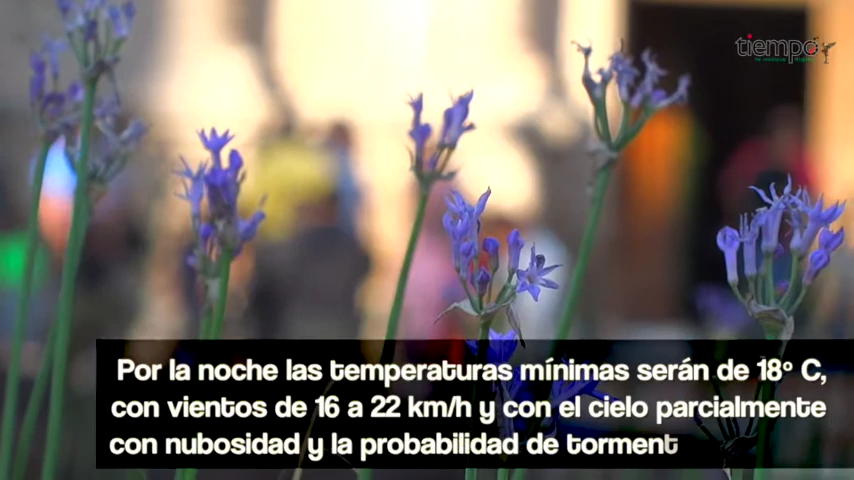 tiempo
Por la noche las temperaturas mínimas serán de 18° C,
con vientos de 16 a 22 km/h y con el cielo parcialmente
con nubosidad y la probabilidad de torment